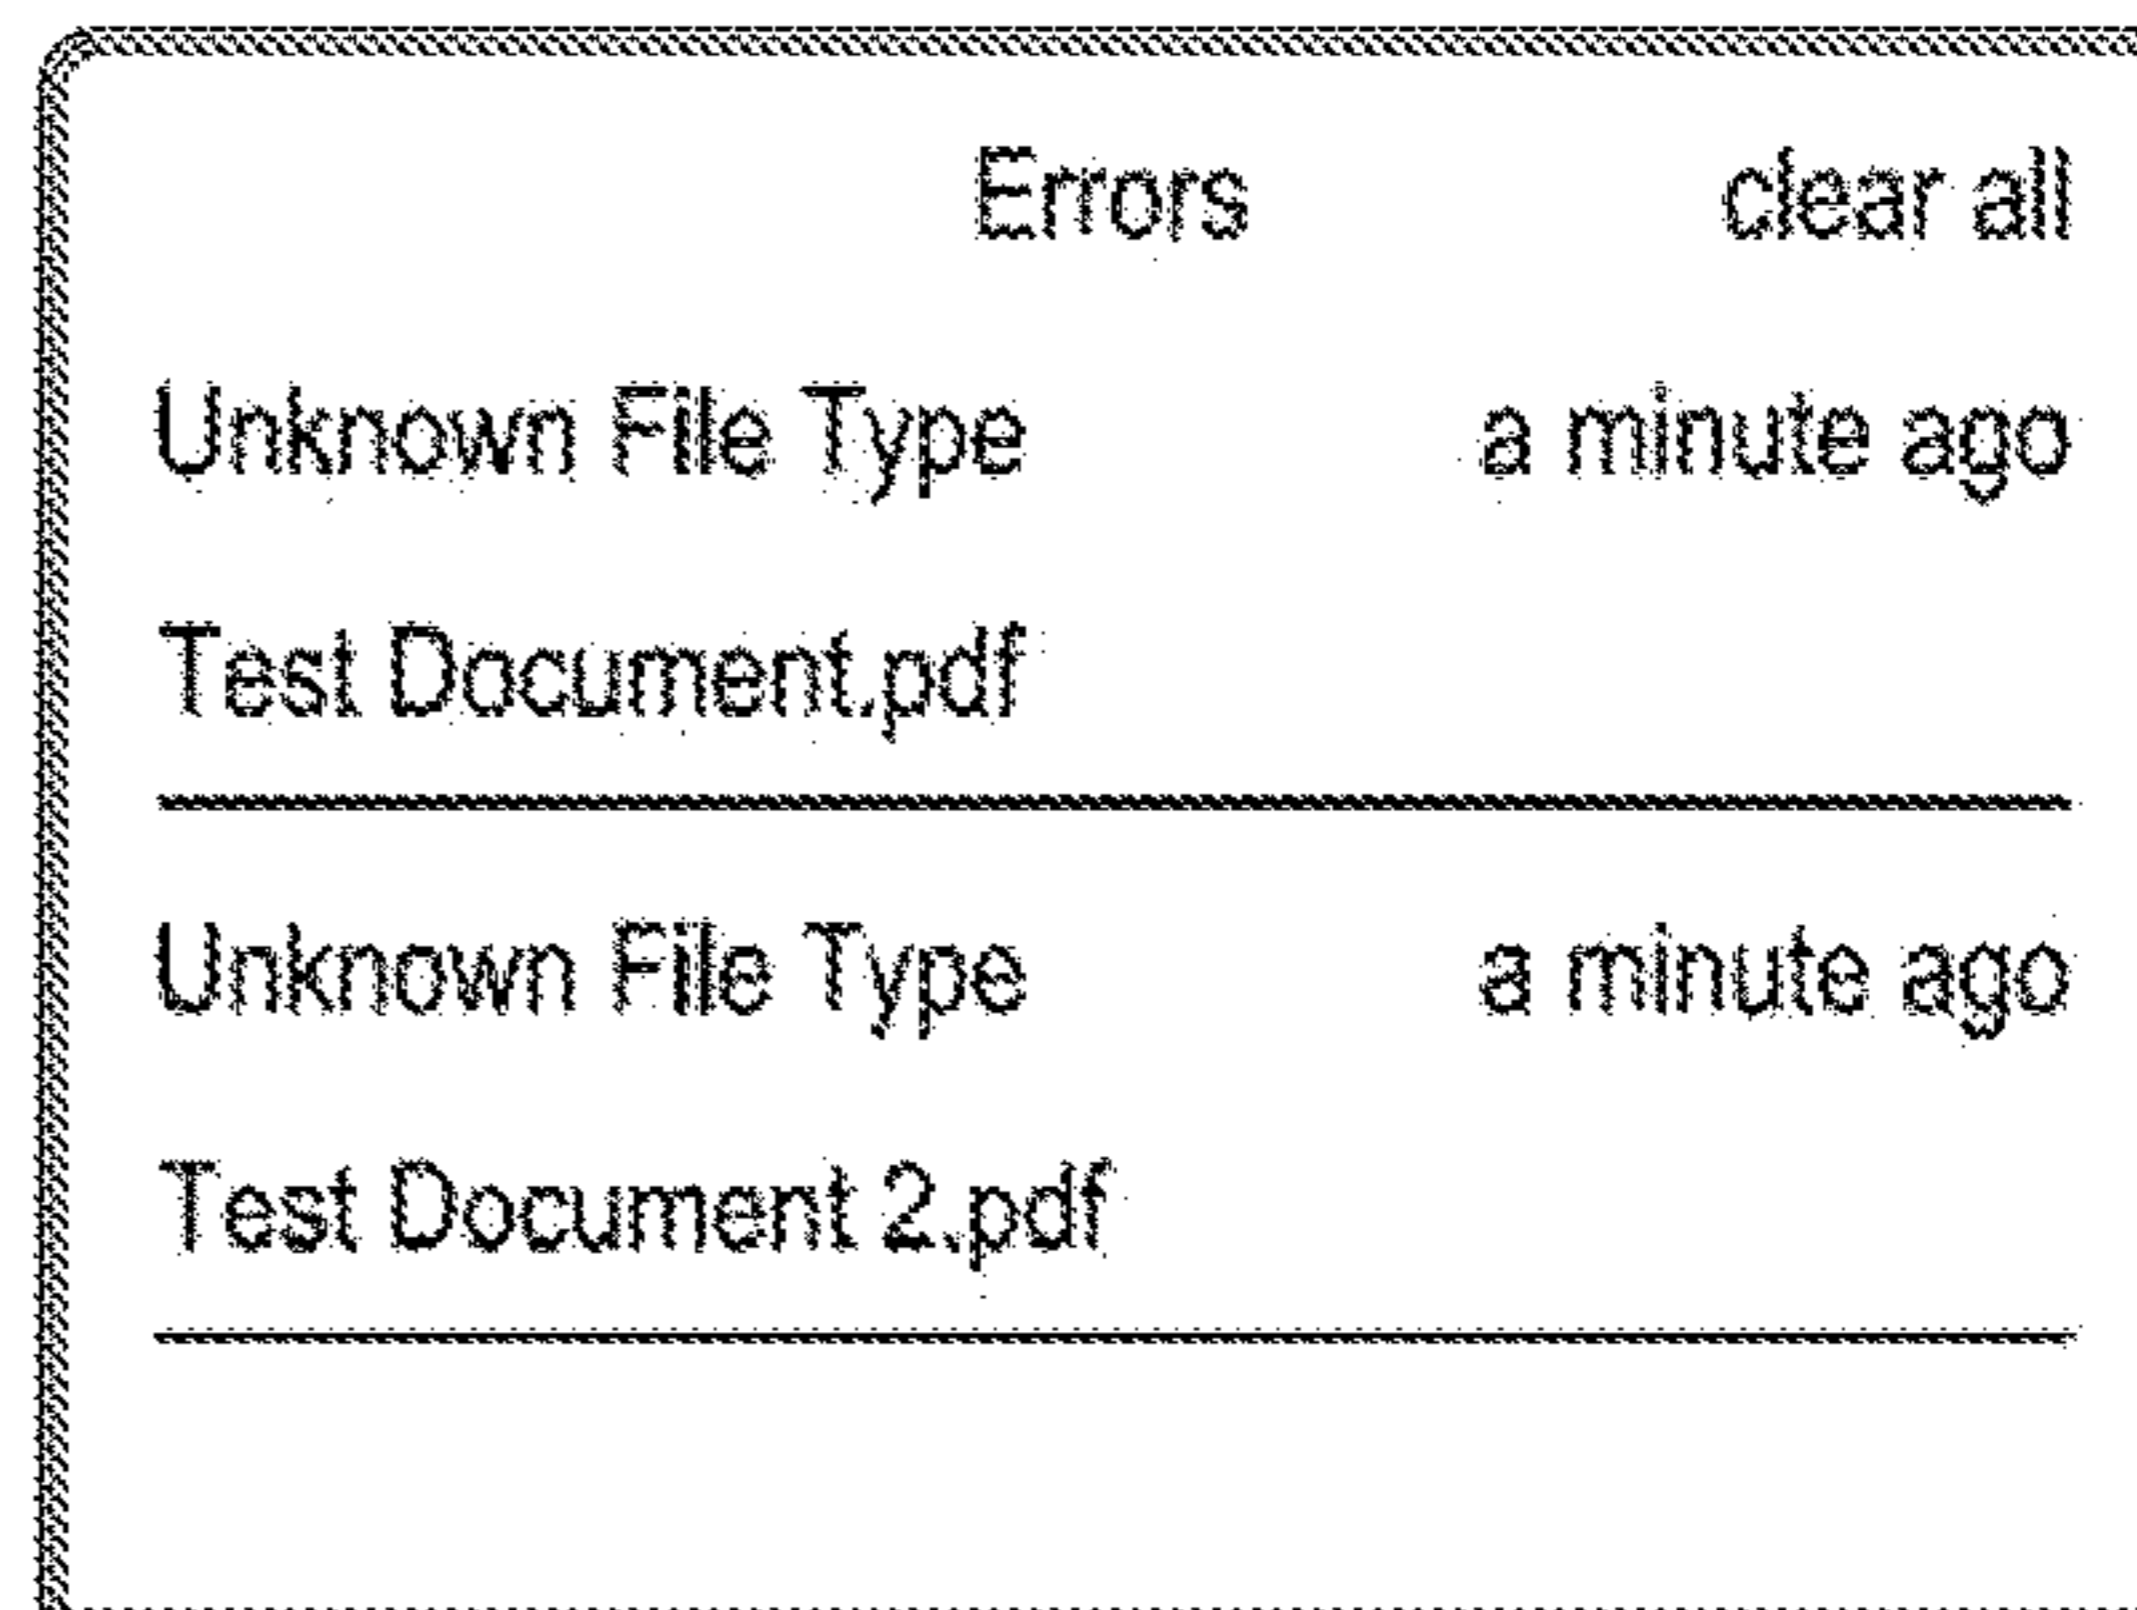 Errors clear all
Unknown File Type a minute ago
Test Document.pdf
Unknown File Type a minute ago
Test Document 2.pdf